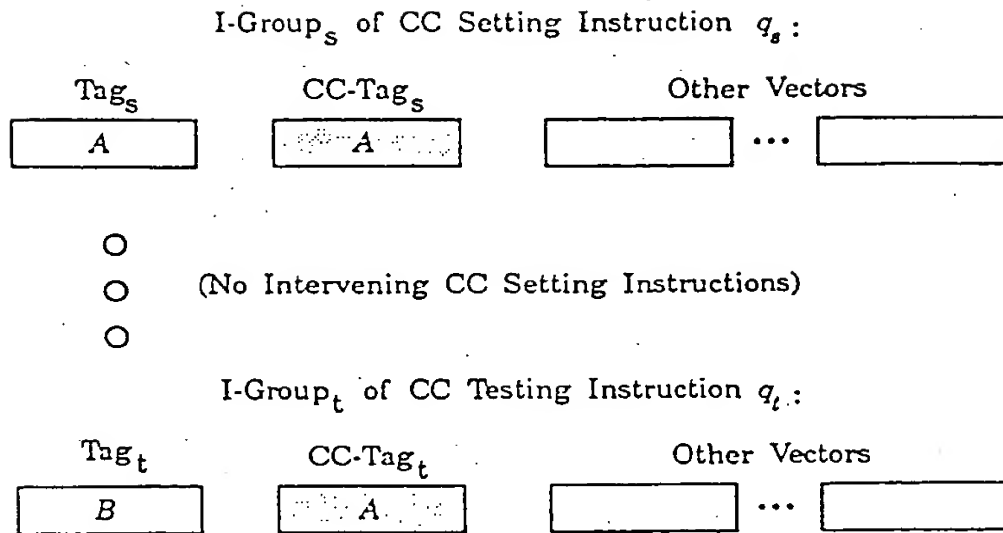 I-Group_s of CC Setting Instruction q_s:
Tag_s CC-Tag_s Other Vectors
A A ...
(No Intervening CC Setting Instructions)
I-Group_t of CC Testing Instruction q_t:
Tag_t CC-Tag_t Other Vectors
B A ...